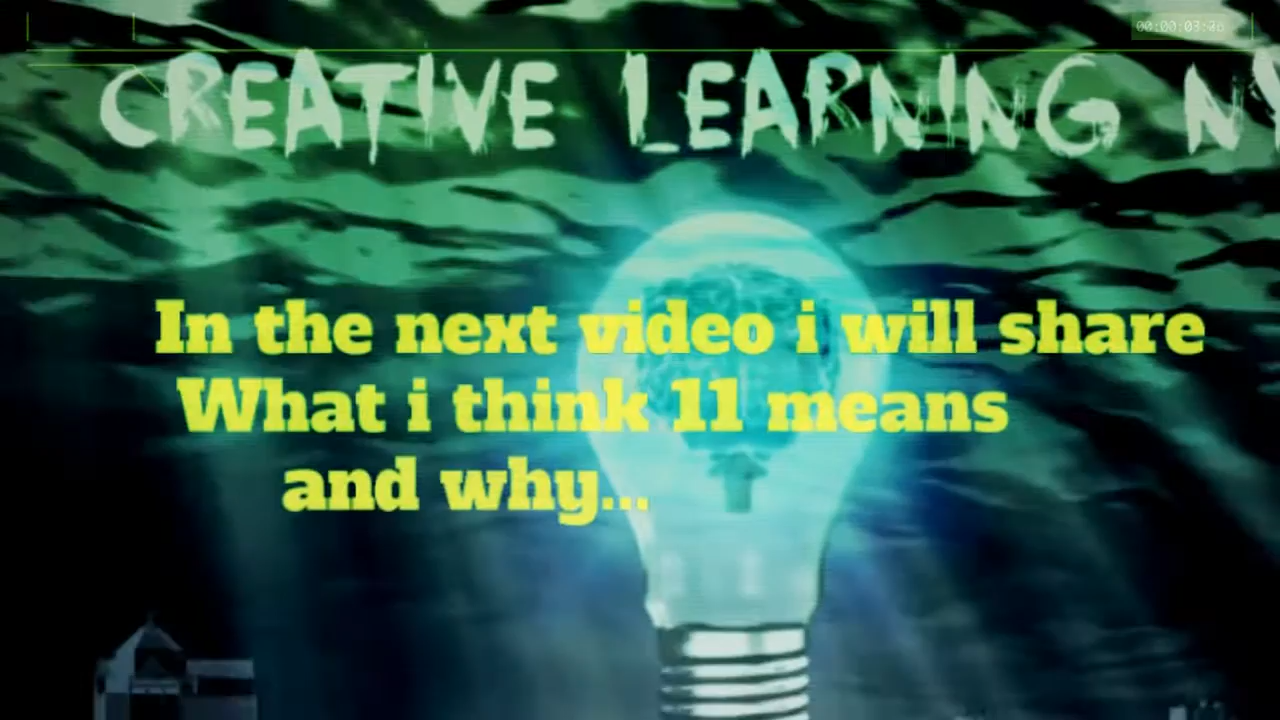 CREATIVE LEARNING
In the next video i will share
What i think 11 means
and why...